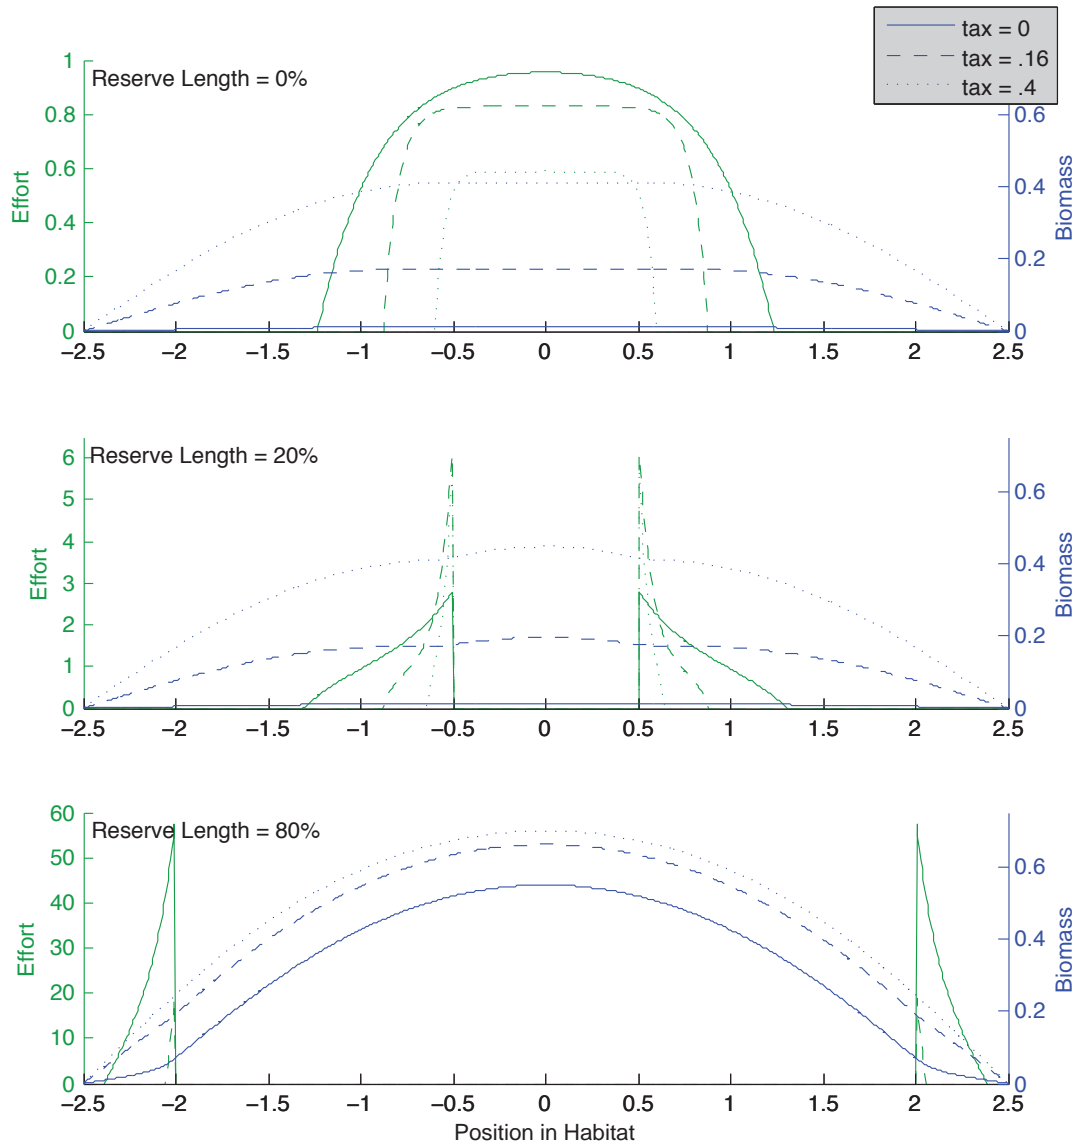 tax = 0
tax = .16
tax = .4
Reserve Length = 0%
1
0.8
0.6
0.4
0.2
0
Effort
0.6
0.4
0.2
0
Biomass
−2.5 −2 −1.5 −1 −0.5 0 0.5 1 1.5 2 2.5
Reserve Length = 20%
6
5
4
3
2
1
0
Effort
0.6
0.4
0.2
0
Biomass
−2.5 −2 −1.5 −1 −0.5 0 0.5 1 1.5 2 2.5
Reserve Length = 80%
60
50
40
30
20
10
0
Effort
0.6
0.4
0.2
0
Biomass
−2.5 −2 −1.5 −1 −0.5 0 0.5 1 1.5 2 2.5
Position in Habitat